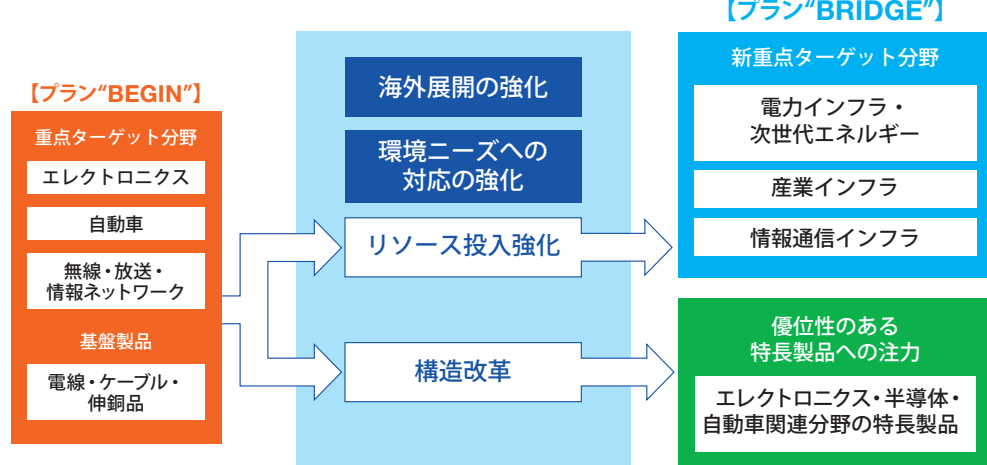 【プラン“BEGIN”】
重点ターゲット分野
エレクトロニクス
自動車
無線・放送・
情報ネットワーク
基盤製品
電線・ケーブル・
伸銅品
海外展開の強化
環境ニーズへの
対応の強化
リソース投入強化
構造改革
【プラン“BRIDGE”】
新重点ターゲット分野
電力インフラ・
次世代エネルギー
産業インフラ
情報通信インフラ
優位性のある
特長製品への注力
エレクトロニクス・半導体・
自動車関連分野の特長製品